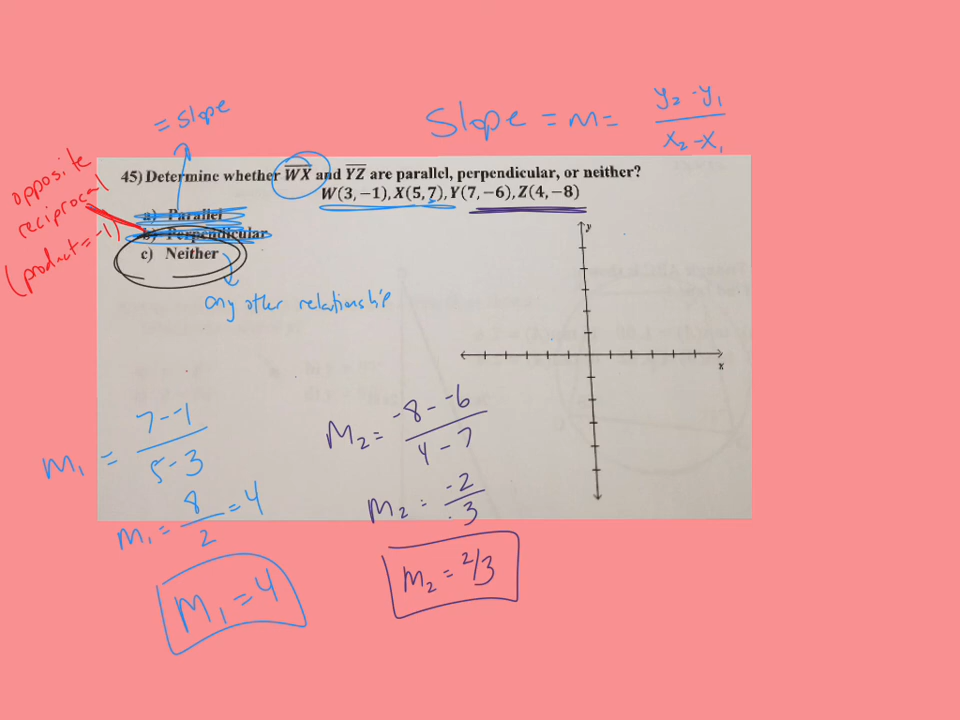 = Slope
Slope = m = y₂ - y₁ / x₂ - x₁
opposite
reciprocal
(product = -1)
45) Determine whether W̅X̅ and Y̅Z̅ are parallel, perpendicular, or neither?
W(3, −1), X(5, 7), Y(7, −6), Z(4, −8)
a) Parallel
b) Perpendicular
c) Neither
any other relationship
y
x
m₁ = 7 - -1 / 5 - 3
m₁ = 8 / 2 = 4
m₁ = 4
m₂ = -8 - -6 / 4 - 7
m₂ = -2 / -3
m₂ = 2/3